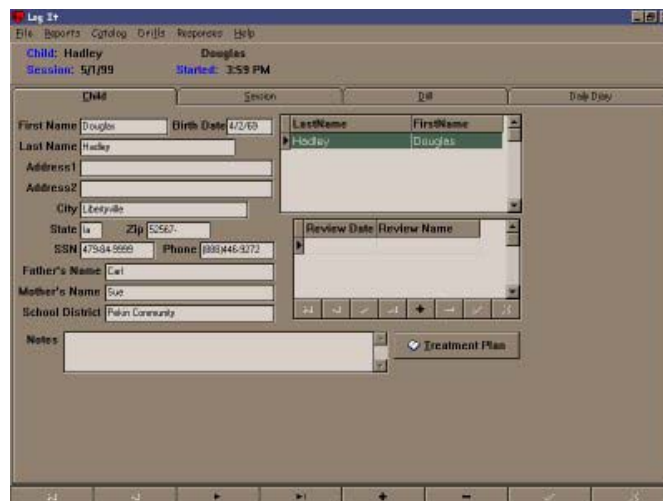 Log It
File Reports Catalog Drills Responses Help
Child: Hadley Douglas
Session: 5/1/99 Started: 3:59 PM
Child Session Drill Daily Diary
First Name Douglas Birth Date 4/2/69
Last Name Hadley
Address1
Address2
City Libertyville
State Ia Zip 52567-
SSN 479-84-9999 Phone (888)446-9272
Father's Name Carl
Mother's Name Sue
School District Pekin Community
Notes
LastName FirstName
Hadley Douglas
Review Date Review Name
Treatment Plan